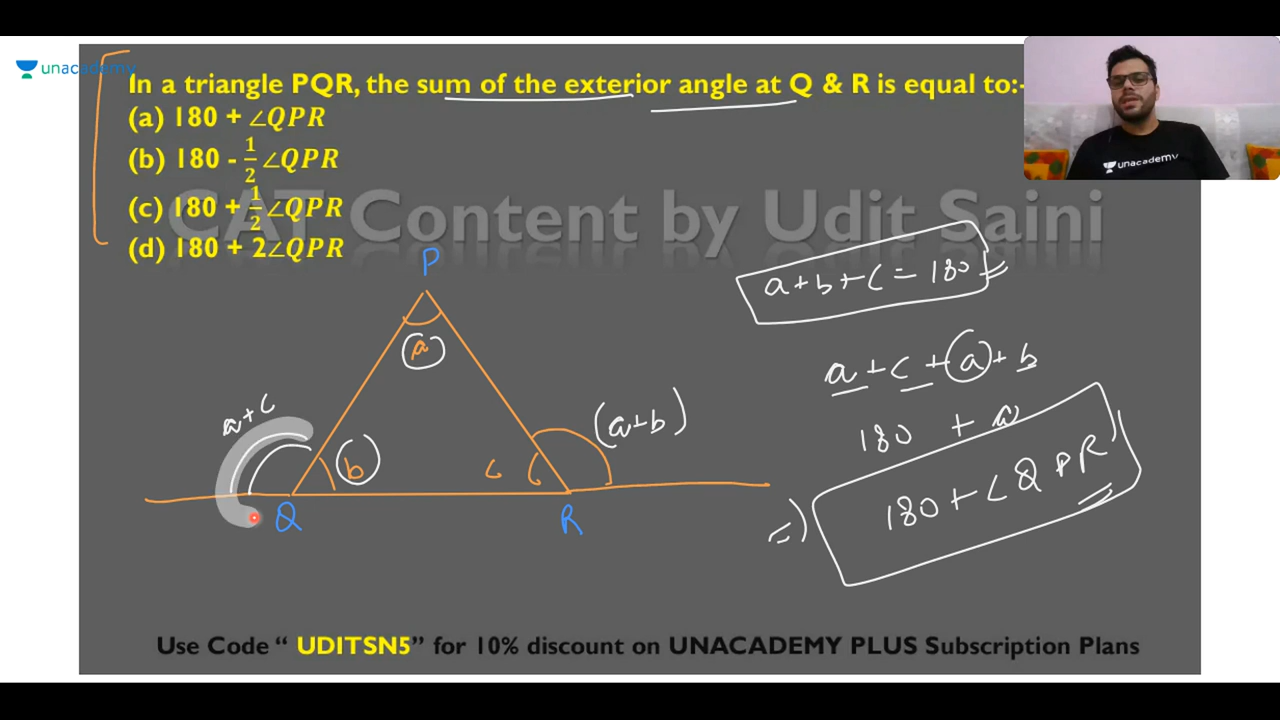 unacademy
In a triangle PQR, the sum of the exterior angle at Q & R is equal to:-
(a) 180 + ∠QPR
(b) 180 - 1/2 ∠QPR
(c) 180 + 1/2 ∠QPR
(d) 180 + 2∠QPR
CAT Content by Udit Saini
unacademy
P
a
a+c
b
c
(a+b)
Q
R
a+b+c = 180
a + c + a + b
180 + a
=) 180 + ∠QPR
Use Code “ UDITSN5” for 10% discount on UNACADEMY PLUS Subscription Plans